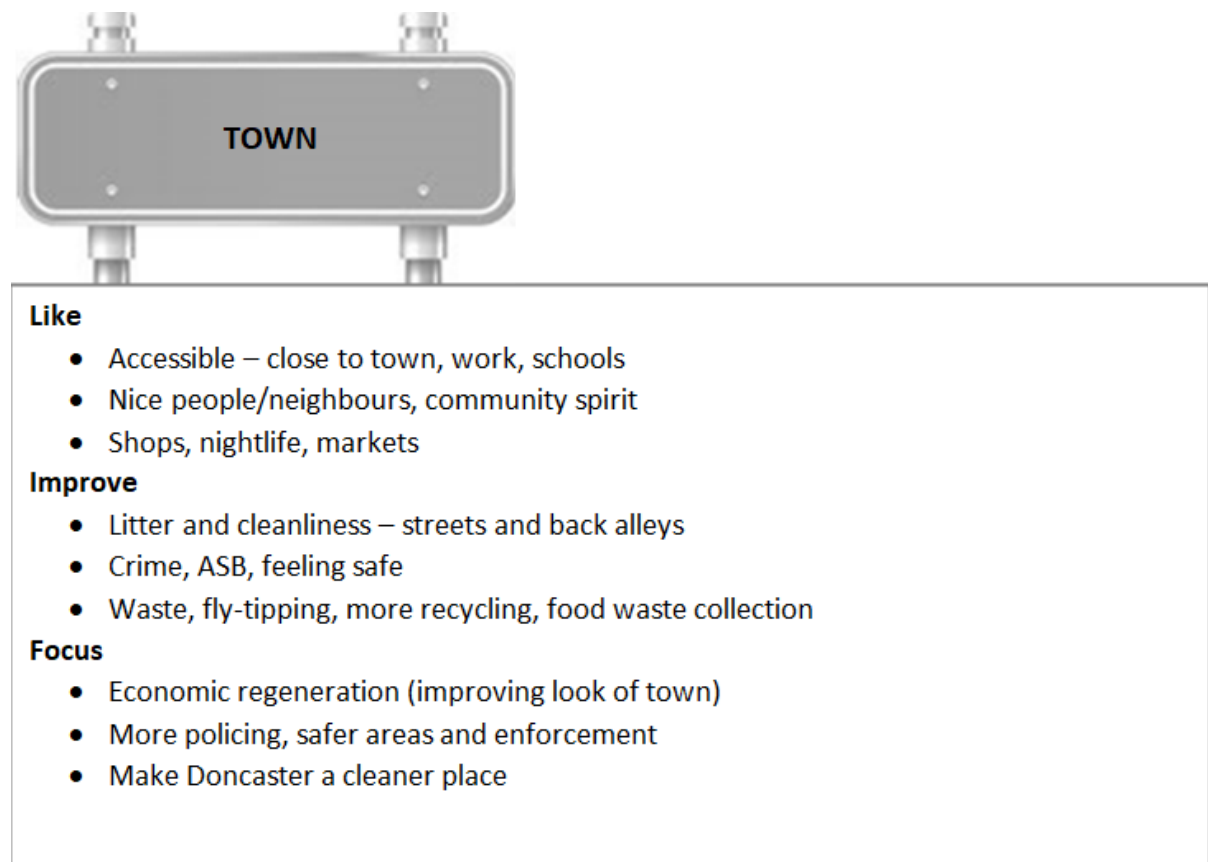 TOWN
Like
• Accessible – close to town, work, schools
• Nice people/neighbours, community spirit
• Shops, nightlife, markets
Improve
• Litter and cleanliness – streets and back alleys
• Crime, ASB, feeling safe
• Waste, fly-tipping, more recycling, food waste collection
Focus
• Economic regeneration (improving look of town)
• More policing, safer areas and enforcement
• Make Doncaster a cleaner place